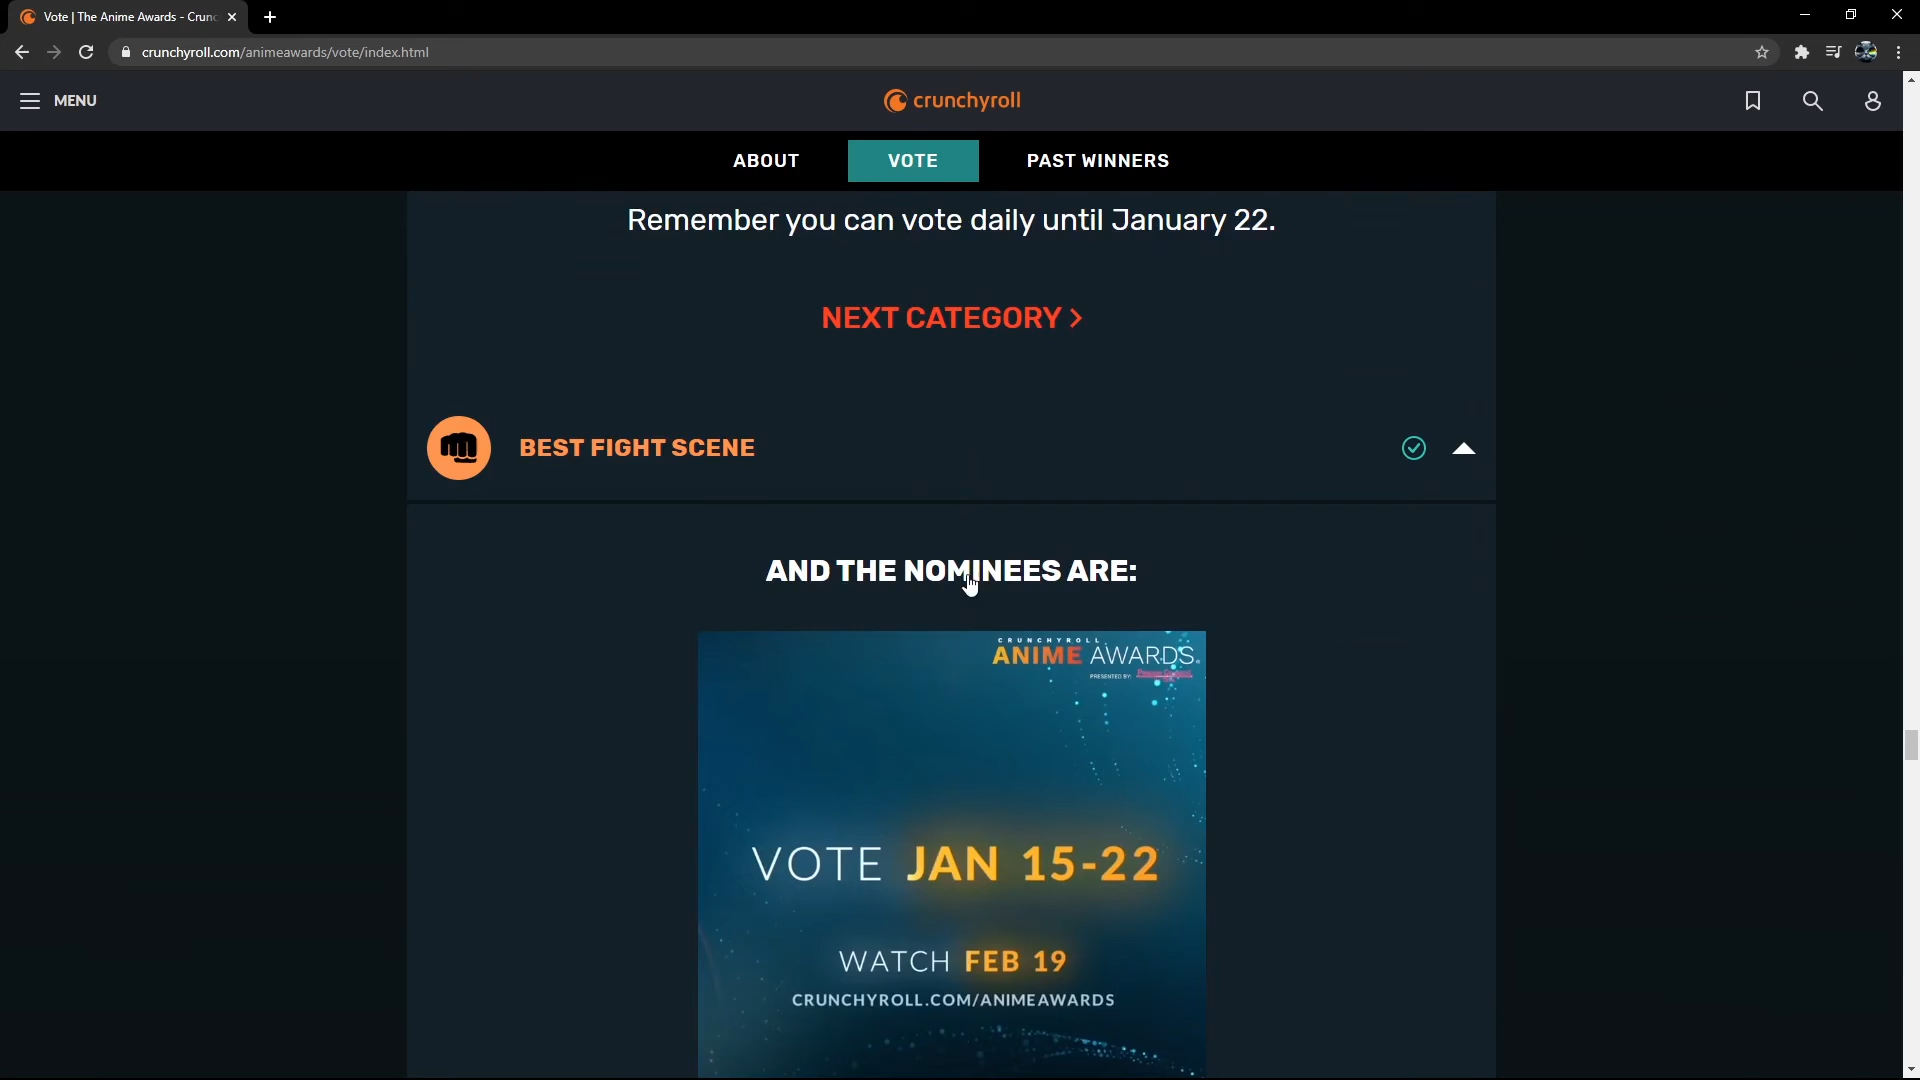 Vote | The Anime Awards - Crunc
crunchyroll.com/animeawards/vote/index.html
MENU
crunchyroll
ABOUT
VOTE
PAST WINNERS
Remember you can vote daily until January 22.
NEXT CATEGORY >
BEST FIGHT SCENE
AND THE NOMINEES ARE:
CRUNCHYROLL
ANIME AWARDS
PRESENTED BY:
VOTE JAN 15-22
WATCH FEB 19
CRUNCHYROLL.COM/ANIMEAWARDS